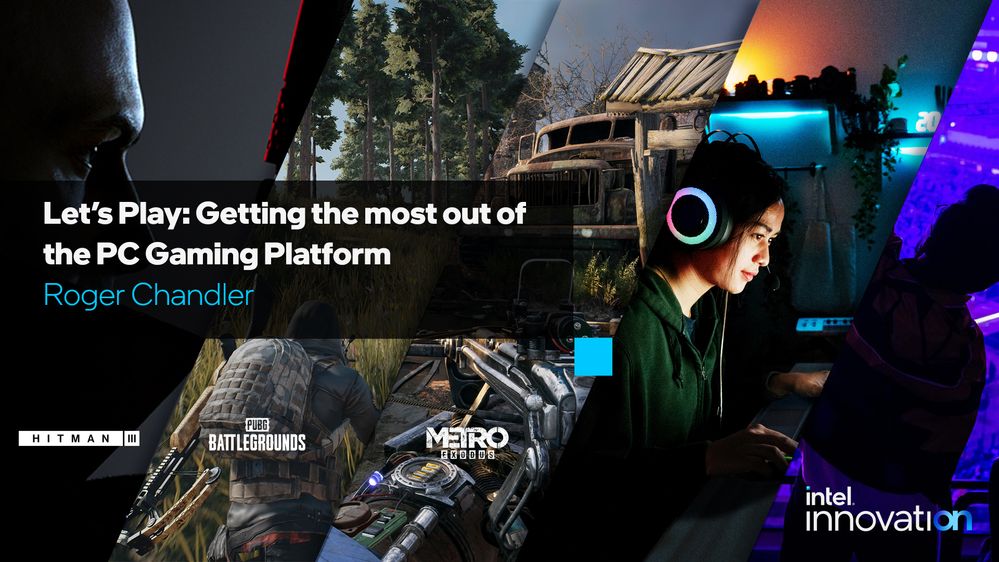 Let's Play: Getting the most out of
the PC Gaming Platform
Roger Chandler
HITMAN III
PUBG
BATTLEGROUNDS
METRO
EXODUS
intel.
innovation